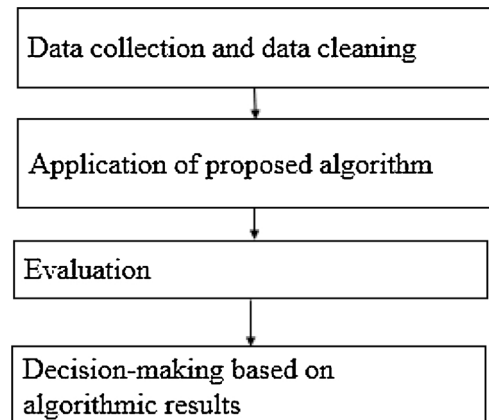 Data collection and data cleaning
Application of proposed algorithm
Evaluation
Decision-making based on
algorithmic results